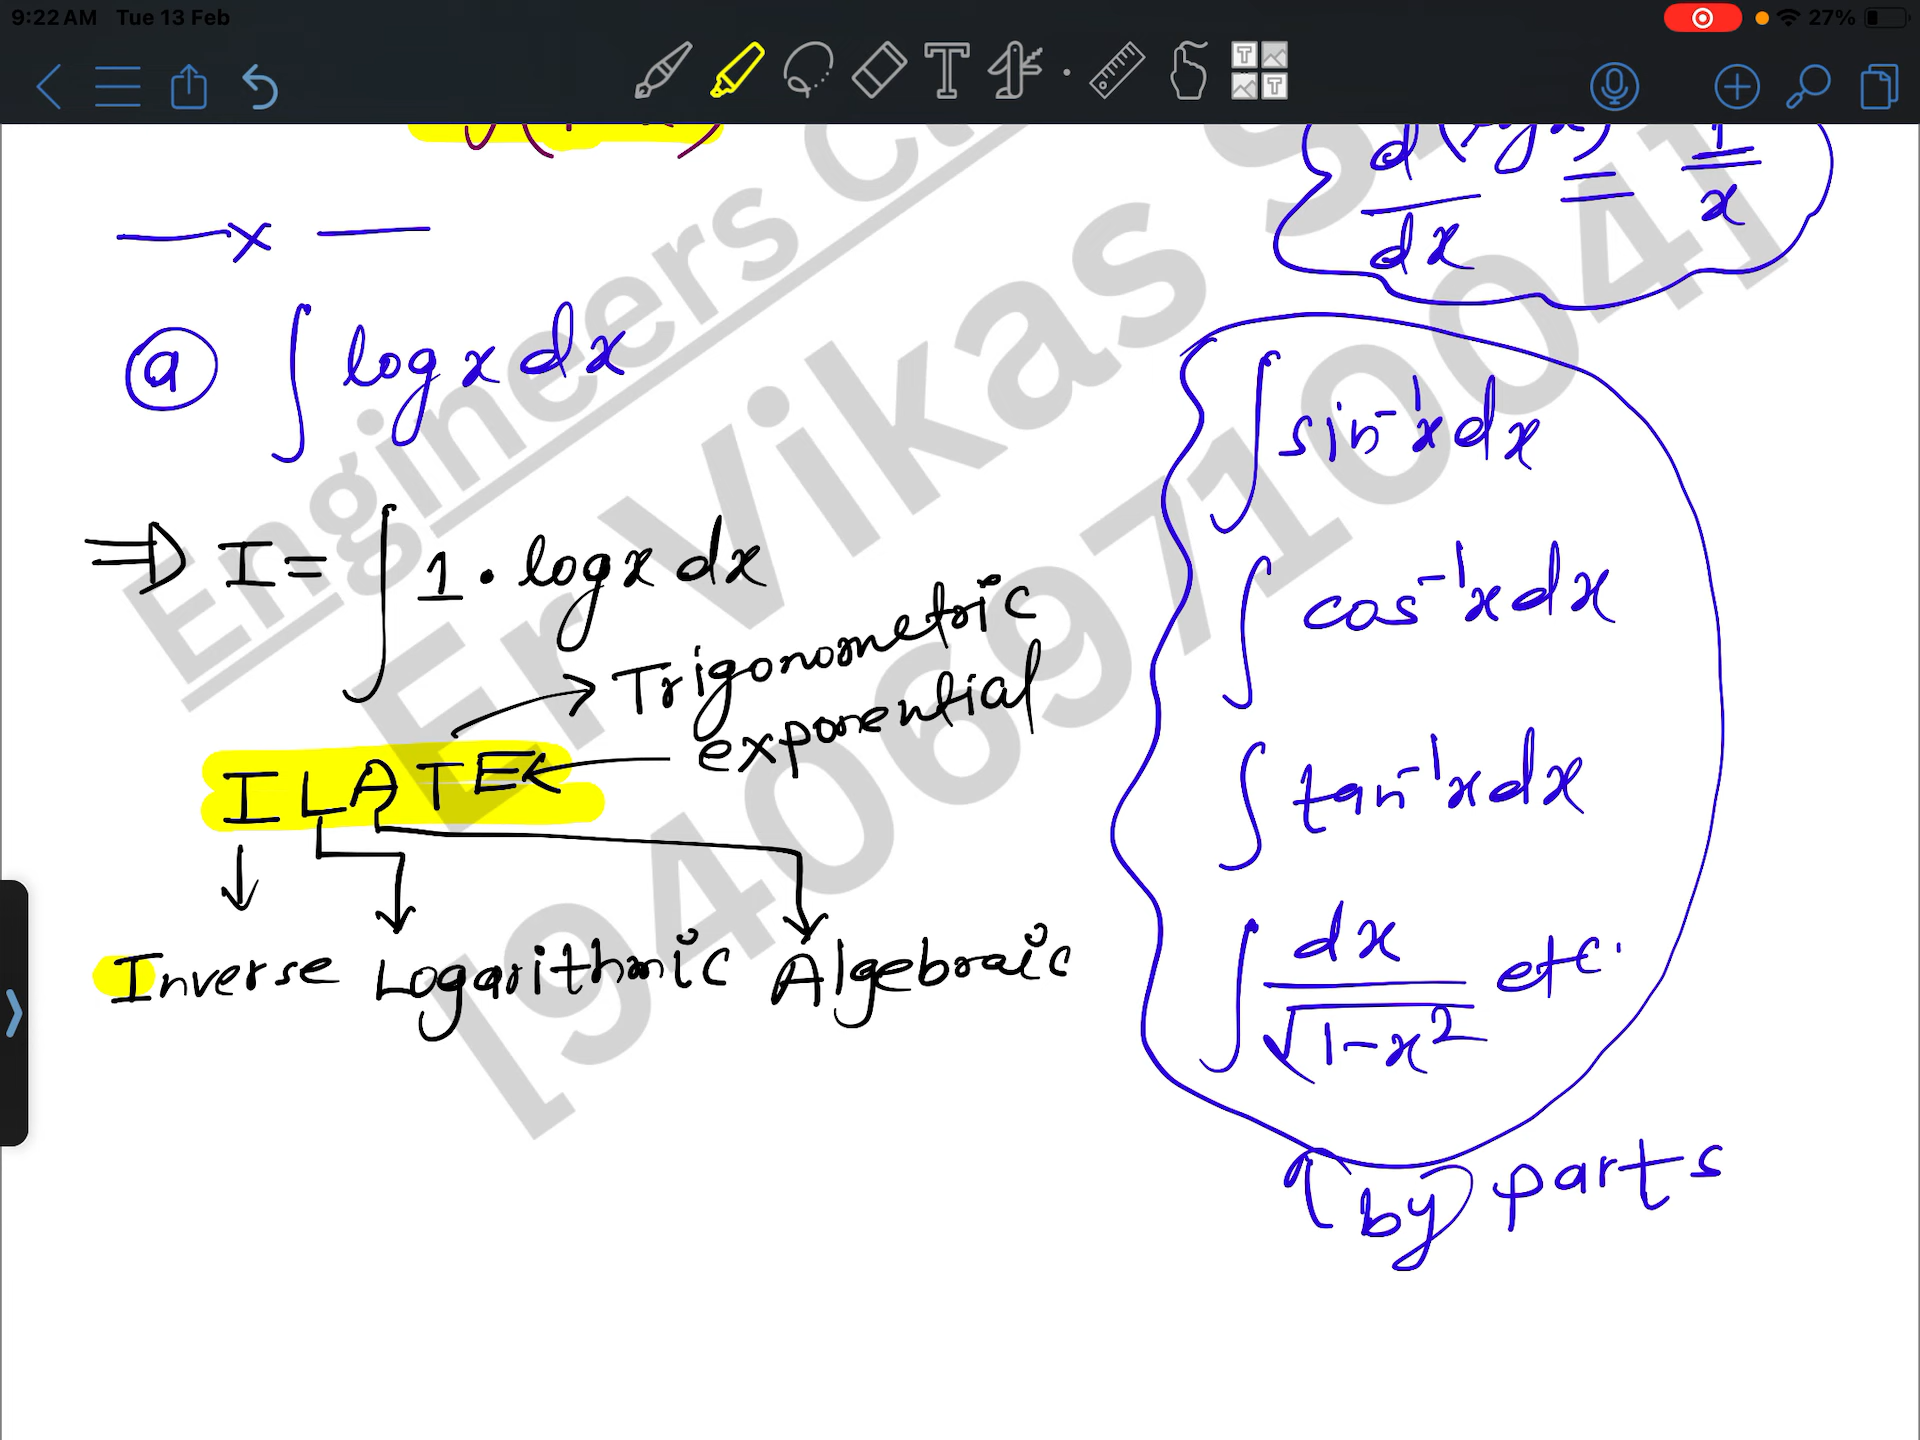 9:22 AM Tue 13 Feb
27%
d
dx
1
x
x
(a) ∫ log x dx
⇒ I = ∫ 1 . log x dx
Trigonometric
exponential
ILATE
Inverse Logarithmic Algebraic
∫ sin⁻¹x dx
∫ cos⁻¹x dx
∫ tan⁻¹x dx
∫ dx / √1-x² etc.
by parts
Engineers
Er Vikas
[9406971004]